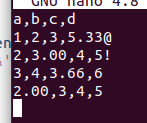 GNU nano 4.8
a,b,c,d
1,2,3,5.33@
2,3.00,4,5!
3,4,3.66,6
2.00,3,4,5